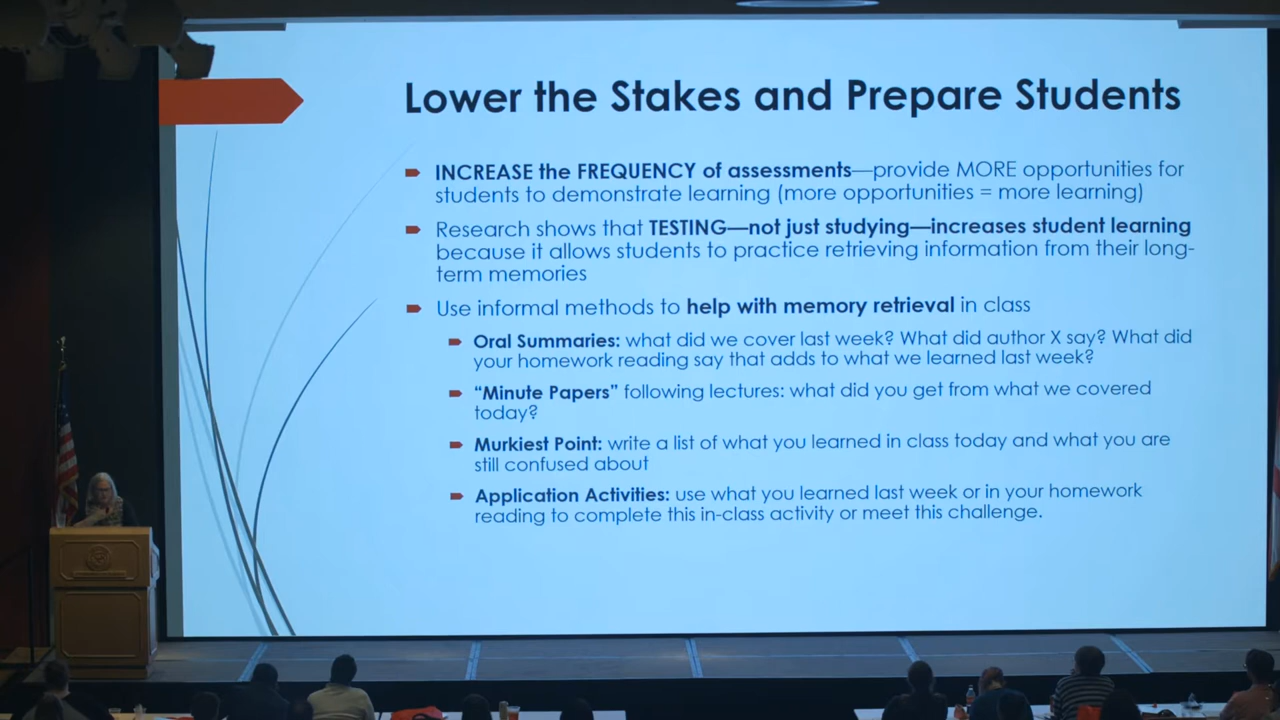 Lower the Stakes and Prepare Students
INCREASE the FREQUENCY of assessments—provide MORE opportunities for
students to demonstrate learning (more opportunities = more learning)
Research shows that TESTING—not just studying—increases student learning
because it allows students to practice retrieving information from their long-
term memories
Use informal methods to help with memory retrieval in class
Oral Summaries: what did we cover last week? What did author X say? What did
your homework reading say that adds to what we learned last week?
“Minute Papers” following lectures: what did you get from what we covered
today?
Murkiest Point: write a list of what you learned in class today and what you are
still confused about
Application Activities: use what you learned last week or in your homework
reading to complete this in-class activity or meet this challenge.